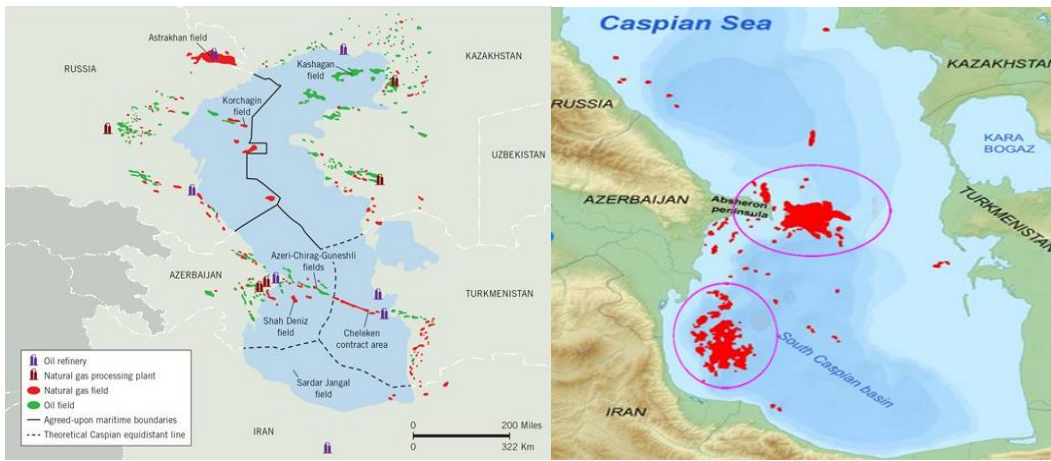 Astrakhan field
RUSSIA
KAZAKHSTAN
Kashagan
field
Korchagin
field
UZBEKISTAN
AZERBAIJAN
Azeri-Chirag-Guneshli
fields
TURKMENISTAN
Shah Deniz
field
Cheleken
contract area
Sardar Jangal
field
IRAN
Oil refinery
Natural gas processing plant
Natural gas field
Oil field
Agreed-upon maritime boundaries
Theoretical Caspian equidistant line
0 200 Miles
0 322 Km
Caspian Sea
KAZAKHSTAN
RUSSIA
KARA
BOGAZ
AZERBAIJAN
Absheron
peninsula
TURKMENISTAN
South Caspian basin
IRAN